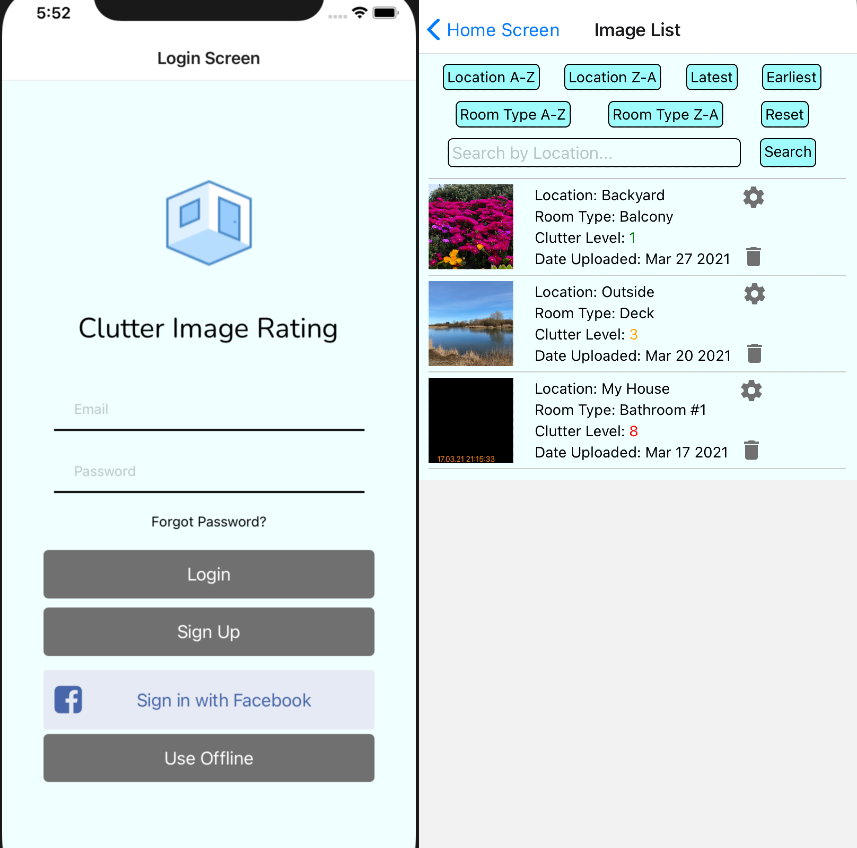 5:52
Login Screen
Clutter Image Rating
Email
Password
Forgot Password?
Login
Sign Up
Sign in with Facebook
Use Offline
Home Screen
Image List
Location A-Z
Location Z-A
Latest
Earliest
Room Type A-Z
Room Type Z-A
Reset
Search by Location...
Search
Location: Backyard
Room Type: Balcony
Clutter Level: 1
Date Uploaded: Mar 27 2021
Location: Outside
Room Type: Deck
Clutter Level: 3
Date Uploaded: Mar 20 2021
17.03.21 21:15:33
Location: My House
Room Type: Bathroom #1
Clutter Level: 8
Date Uploaded: Mar 17 2021